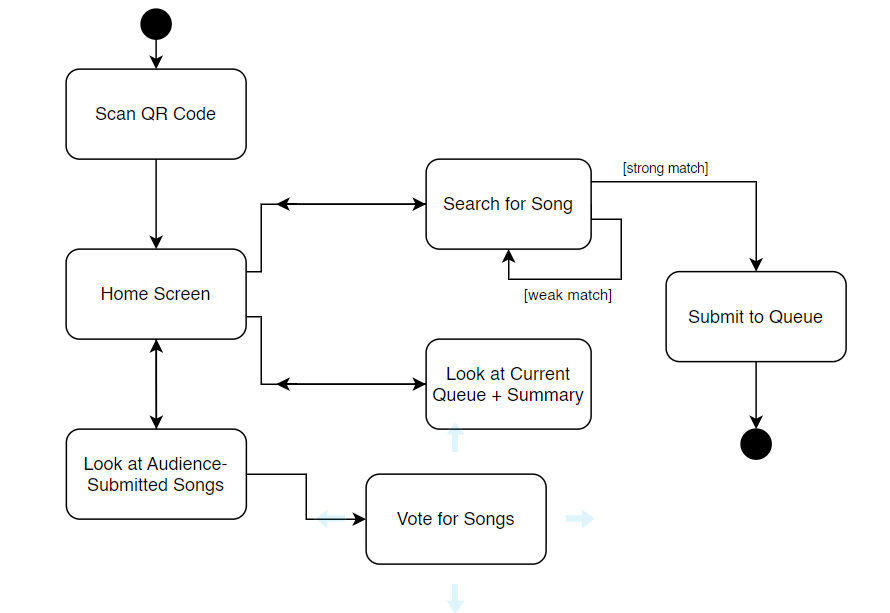 Scan QR Code
[strong match]
Search for Song
Home Screen
[weak match]
Submit to Queue
Look at Current
Queue + Summary
Look at Audience-
Submitted Songs
Vote for Songs